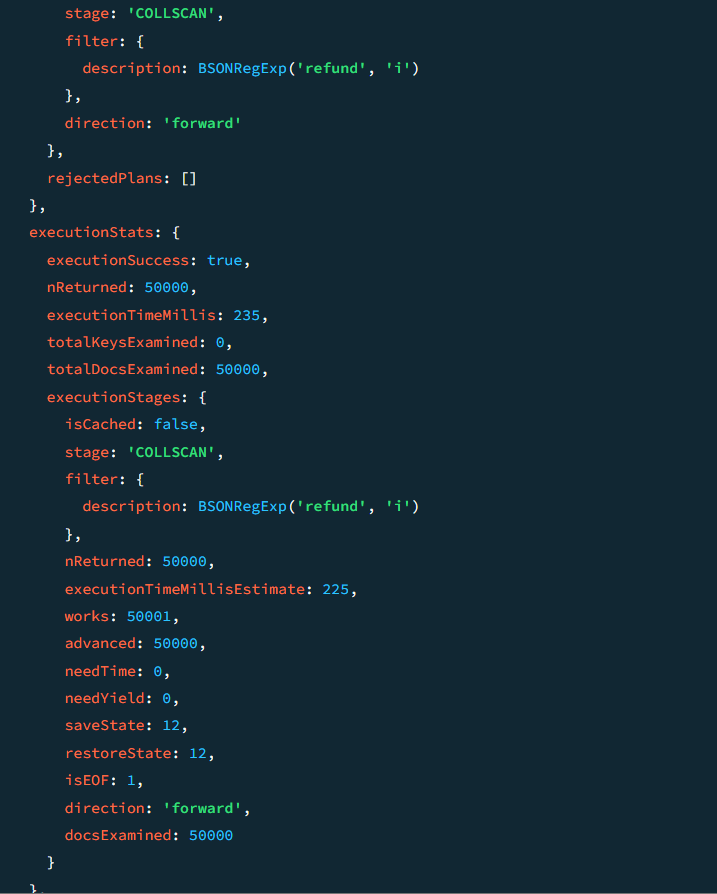 stage: 'COLLSCAN',
filter: {
description: BSONRegExp('refund', 'i')
},
direction: 'forward'
},
rejectedPlans: []
},
executionStats: {
executionSuccess: true,
nReturned: 50000,
executionTimeMillis: 235,
totalKeysExamined: 0,
totalDocsExamined: 50000,
executionStages: {
isCached: false,
stage: 'COLLSCAN',
filter: {
description: BSONRegExp('refund', 'i')
},
nReturned: 50000,
executionTimeMillisEstimate: 225,
works: 50001,
advanced: 50000,
needTime: 0,
needYield: 0,
saveState: 12,
restoreState: 12,
isEOF: 1,
direction: 'forward',
docsExamined: 50000
}
},